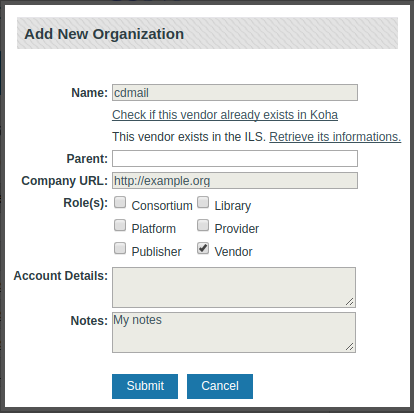 Add New Organization
Name: cdmail
Check if this vendor already exists in Koha
This vendor exists in the ILS. Retrieve its informations.
Parent:
Company URL: http://example.org
Role(s): Consortium Library
Platform Provider
Publisher Vendor
Account Details:
Notes: My notes
Submit Cancel